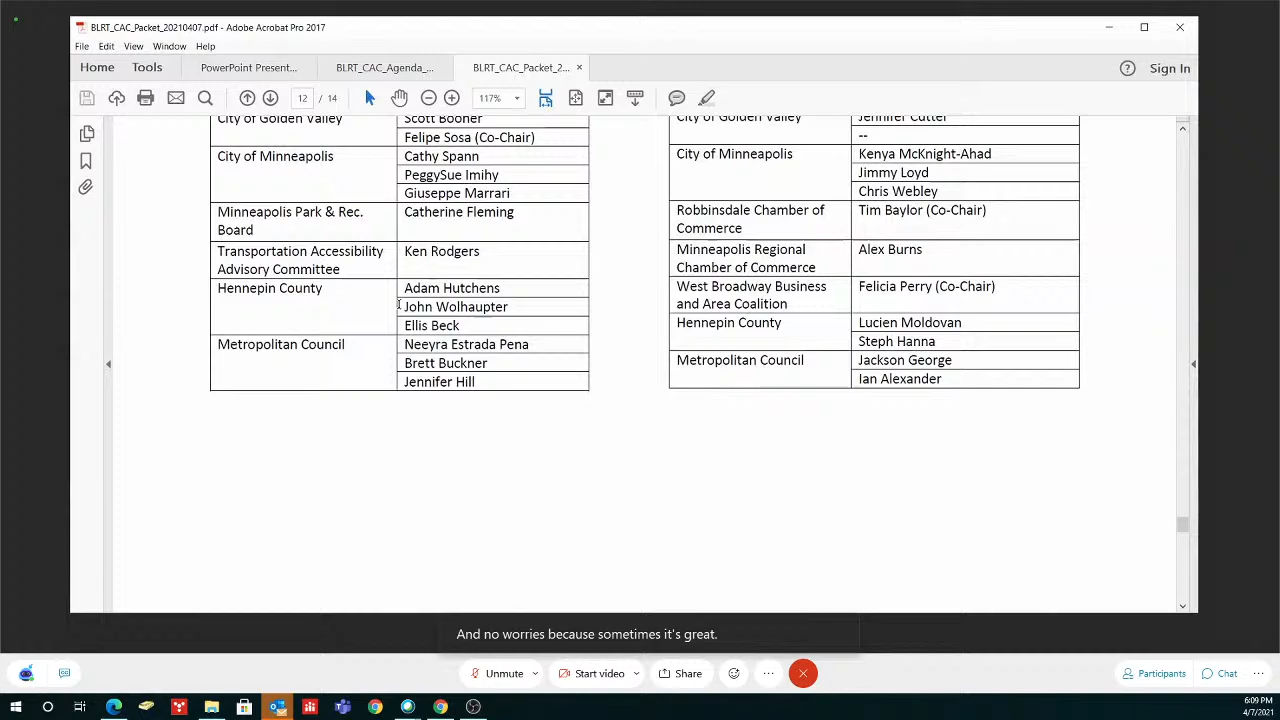 BLRT_CAC_Packet_20210407.pdf - Adobe Acrobat Pro 2017
File Edit View Window Help
Home Tools PowerPoint Present... BLRT_CAC_Agenda_... BLRT_CAC_Packet_2... × Sign In
12 / 14 117%
City of Golden Valley Scott Booher
Felipe Sosa (Co-Chair)
City of Minneapolis Cathy Spann
PeggySue Imihy
Giuseppe Marrari
Minneapolis Park & Rec. Catherine Fleming
Board
Transportation Accessibility Ken Rodgers
Advisory Committee
Hennepin County Adam Hutchens
John Wolhaupter
Ellis Beck
Metropolitan Council Neeyra Estrada Pena
Brett Buckner
Jennifer Hill
City of Golden Valley Jennifer Cutter
--
City of Minneapolis Kenya McKnight-Ahad
Jimmy Loyd
Chris Webley
Robbinsdale Chamber of Tim Baylor (Co-Chair)
Commerce
Minneapolis Regional Alex Burns
Chamber of Commerce
West Broadway Business Felicia Perry (Co-Chair)
and Area Coalition
Hennepin County Lucien Moldovan
Steph Hanna
Metropolitan Council Jackson George
Ian Alexander
And no worries because sometimes it's great.
Unmute Start video Share Participants Chat
6:09 PM
4/7/2021